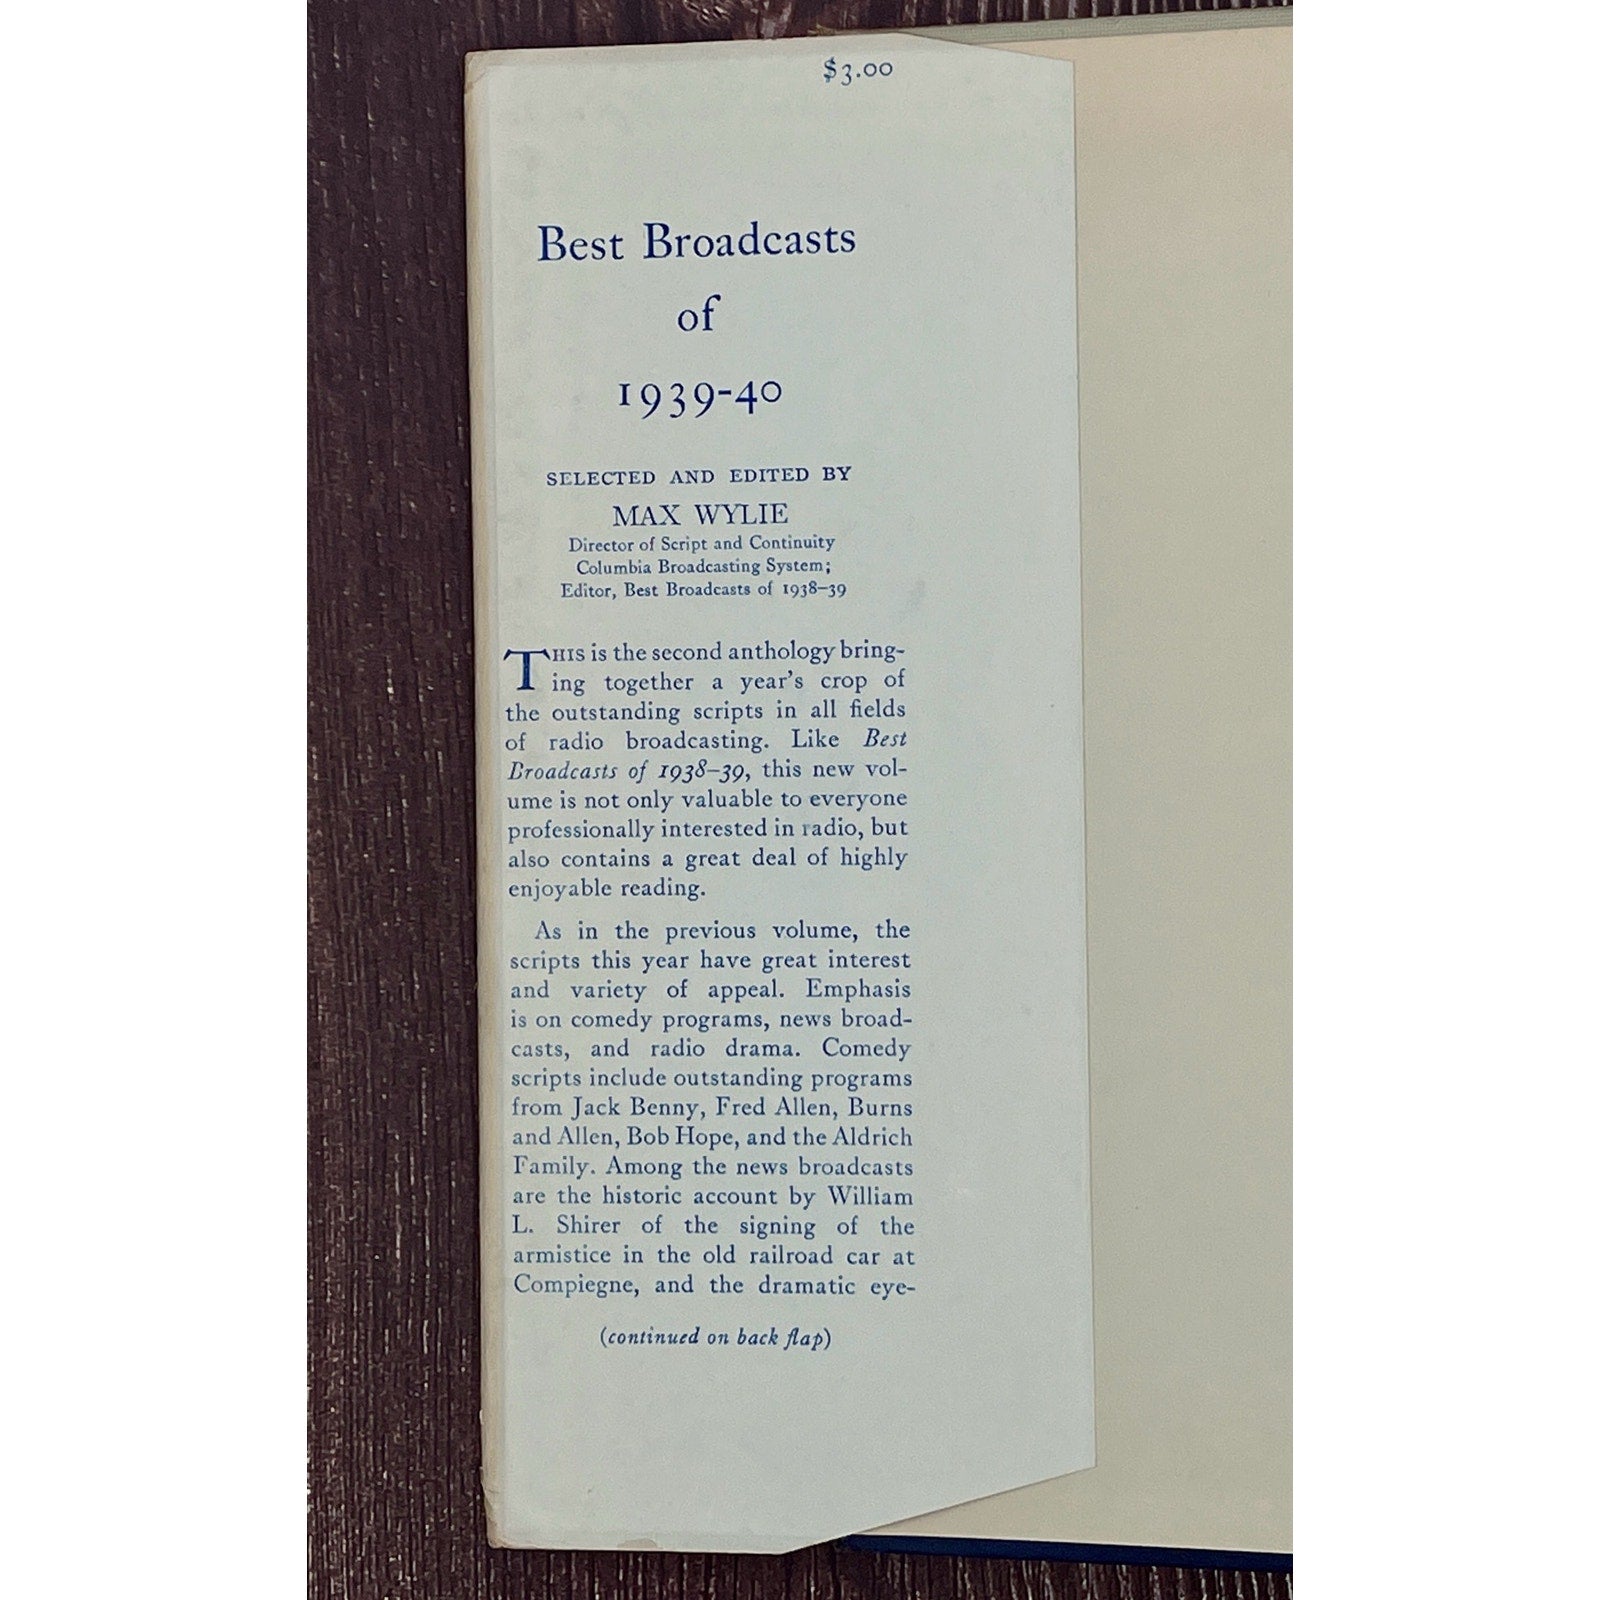 $3.00
Best Broadcasts
of
1939-40
SELECTED AND EDITED BY
MAX WYLIE
Director of Script and Continuity
Columbia Broadcasting System;
Editor, Best Broadcasts of 1938–39
THIS is the second anthology bring-
ing together a year's crop of
the outstanding scripts in all fields
of radio broadcasting. Like Best
Broadcasts of 1938–39, this new vol-
ume is not only valuable to everyone
professionally interested in radio, but
also contains a great deal of highly
enjoyable reading.
As in the previous volume, the
scripts this year have great interest
and variety of appeal. Emphasis
is on comedy programs, news broad-
casts, and radio drama. Comedy
scripts include outstanding programs
from Jack Benny, Fred Allen, Burns
and Allen, Bob Hope, and the Aldrich
Family. Among the news broadcasts
are the historic account by William
L. Shirer of the signing of the
armistice in the old railroad car at
Compiegne, and the dramatic eye-
(continued on back flap)